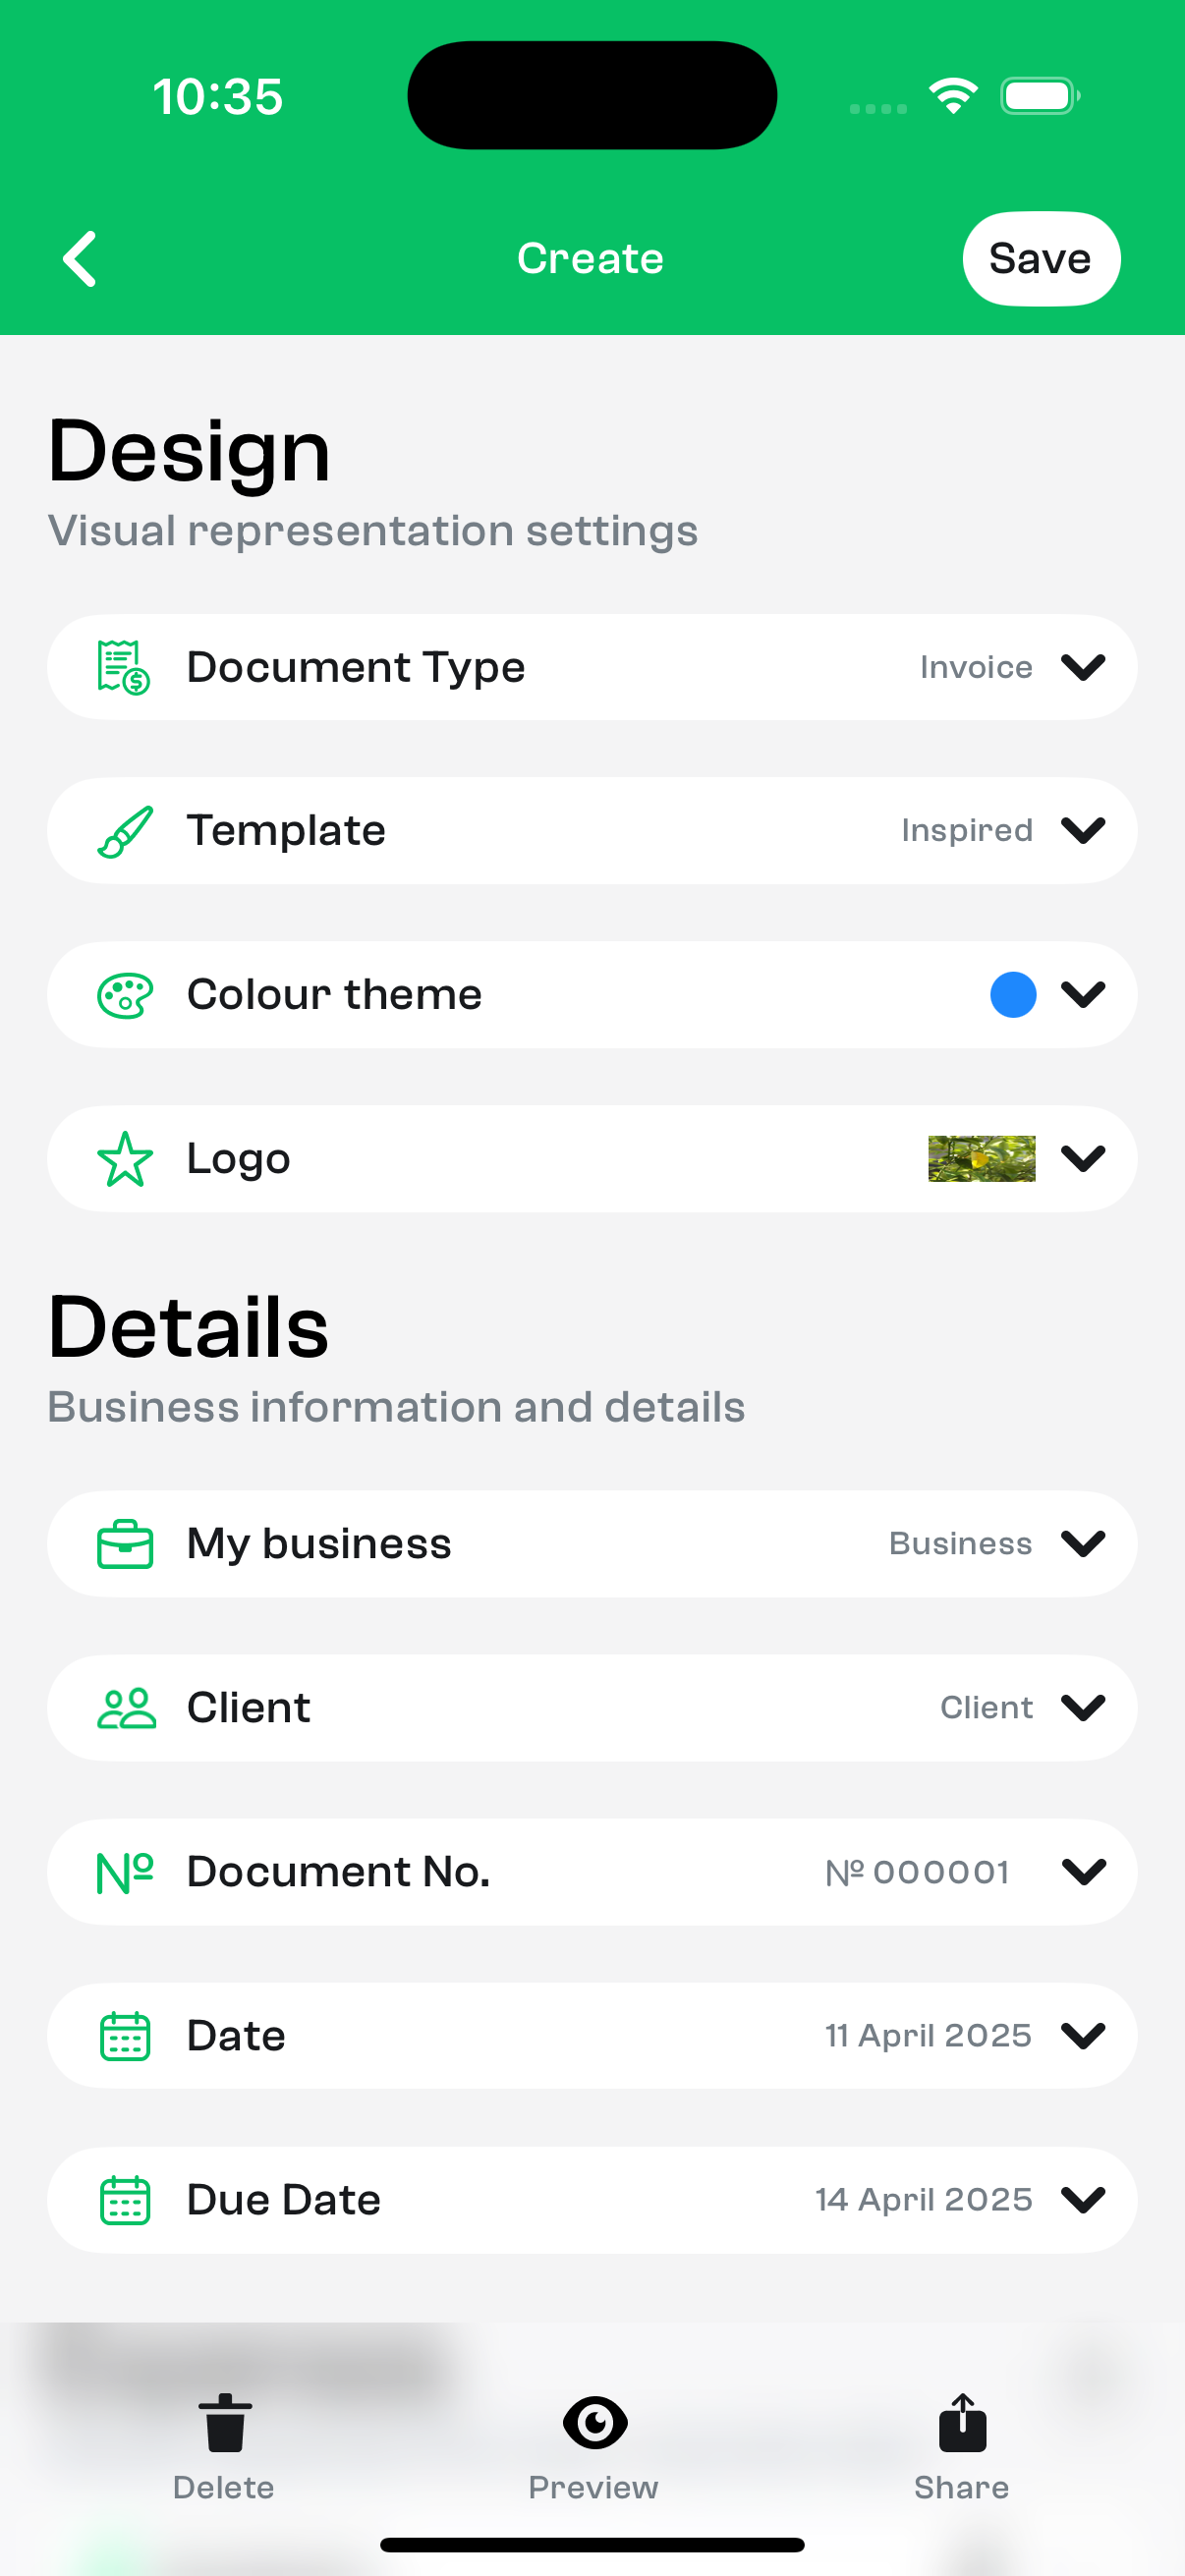 10:35
Create
Save
Design
Visual representation settings
Document Type
Invoice
Template
Inspired
Colour theme
Logo
Details
Business information and details
My business
Business
Client
Client
Nº
Document No.
Nº 000001
Date
11 April 2025
Due Date
14 April 2025
Delete
Preview
Share